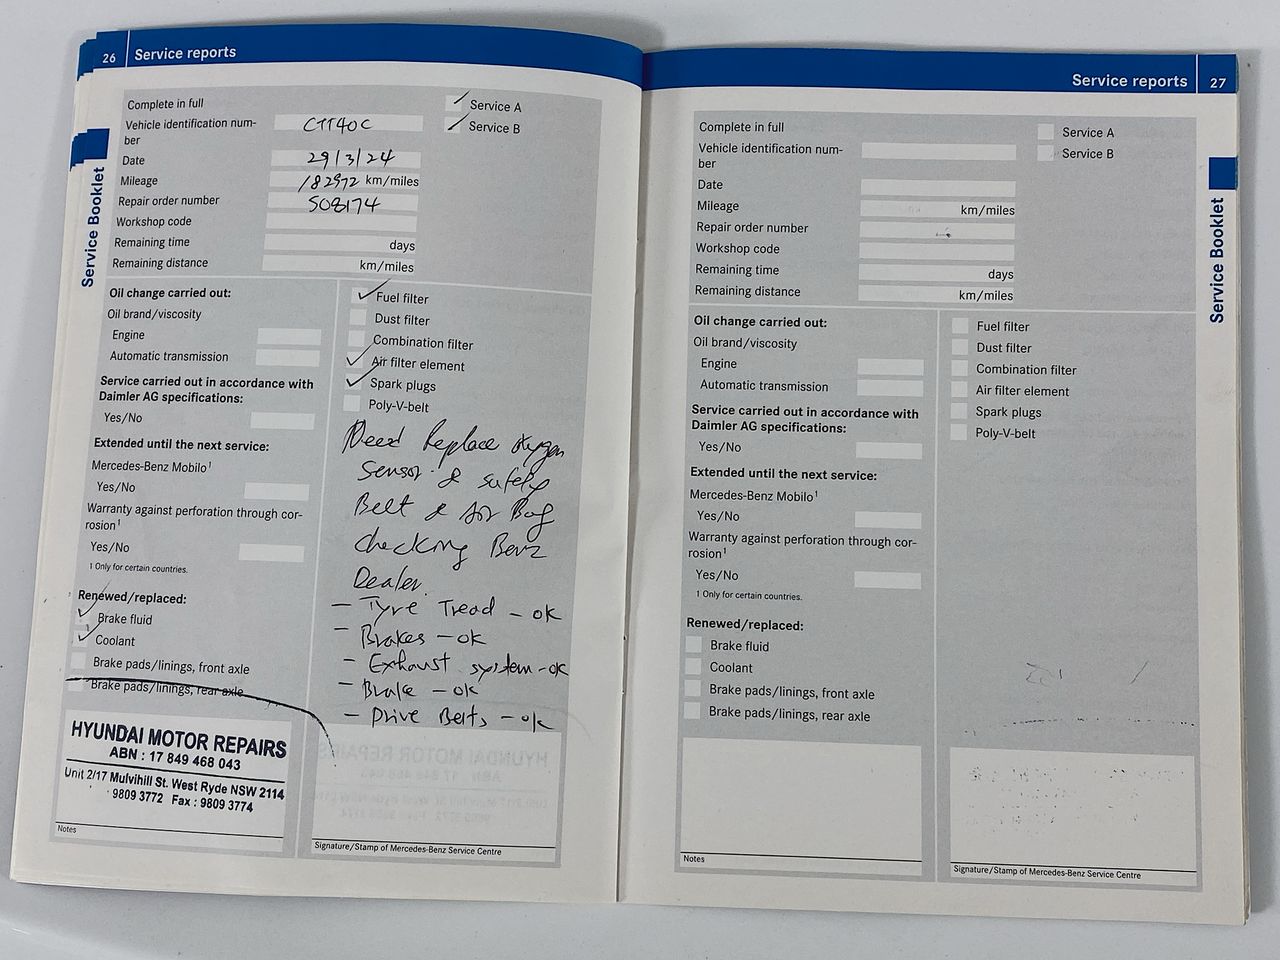 26 Service reports
Complete in full
Service A
Service B
Vehicle identification num-
ber
CTT40C
Date 29/3/24
Mileage 182972 km/miles
Repair order number 508174
Workshop code
Remaining time days
Remaining distance km/miles
Oil change carried out:
Oil brand/viscosity
Engine
Automatic transmission
Service carried out in accordance with
Daimler AG specifications:
Yes/No
Extended until the next service:
Mercedes-Benz Mobilo¹
Yes/No
Warranty against perforation through cor-
rosion¹
Yes/No
1 Only for certain countries.
Renewed/replaced:
Brake fluid
Coolant
Brake pads/linings, front axle
Brake pads/linings, rear axle
HYUNDAI MOTOR REPAIRS
ABN : 17 849 468 043
Unit 2/17 Mulvihill St. West Ryde NSW 2114
9809 3772 Fax : 9809 3774
Notes
Fuel filter
Dust filter
Combination filter
Air filter element
Spark plugs
Poly-V-belt
Need Replace oxygen
Sensor & safety
Belt & Air Bag
checking Benz
Dealer.
- Tyre Tread - ok
- Brakes - ok
- Exhaust system - ok
- Brake - ok
- Drive Belts - ok
Signature/Stamp of Mercedes-Benz Service Centre
Service Booklet
Service reports 27
Complete in full
Service A
Service B
Vehicle identification num-
ber
Date
Mileage km/miles
Repair order number
Workshop code
Remaining time days
Remaining distance km/miles
Oil change carried out:
Oil brand/viscosity
Engine
Automatic transmission
Service carried out in accordance with
Daimler AG specifications:
Yes/No
Extended until the next service:
Mercedes-Benz Mobilo¹
Yes/No
Warranty against perforation through cor-
rosion¹
Yes/No
1 Only for certain countries.
Renewed/replaced:
Brake fluid
Coolant
Brake pads/linings, front axle
Brake pads/linings, rear axle
Notes
Fuel filter
Dust filter
Combination filter
Air filter element
Spark plugs
Poly-V-belt
Signature/Stamp of Mercedes-Benz Service Centre
Service Booklet